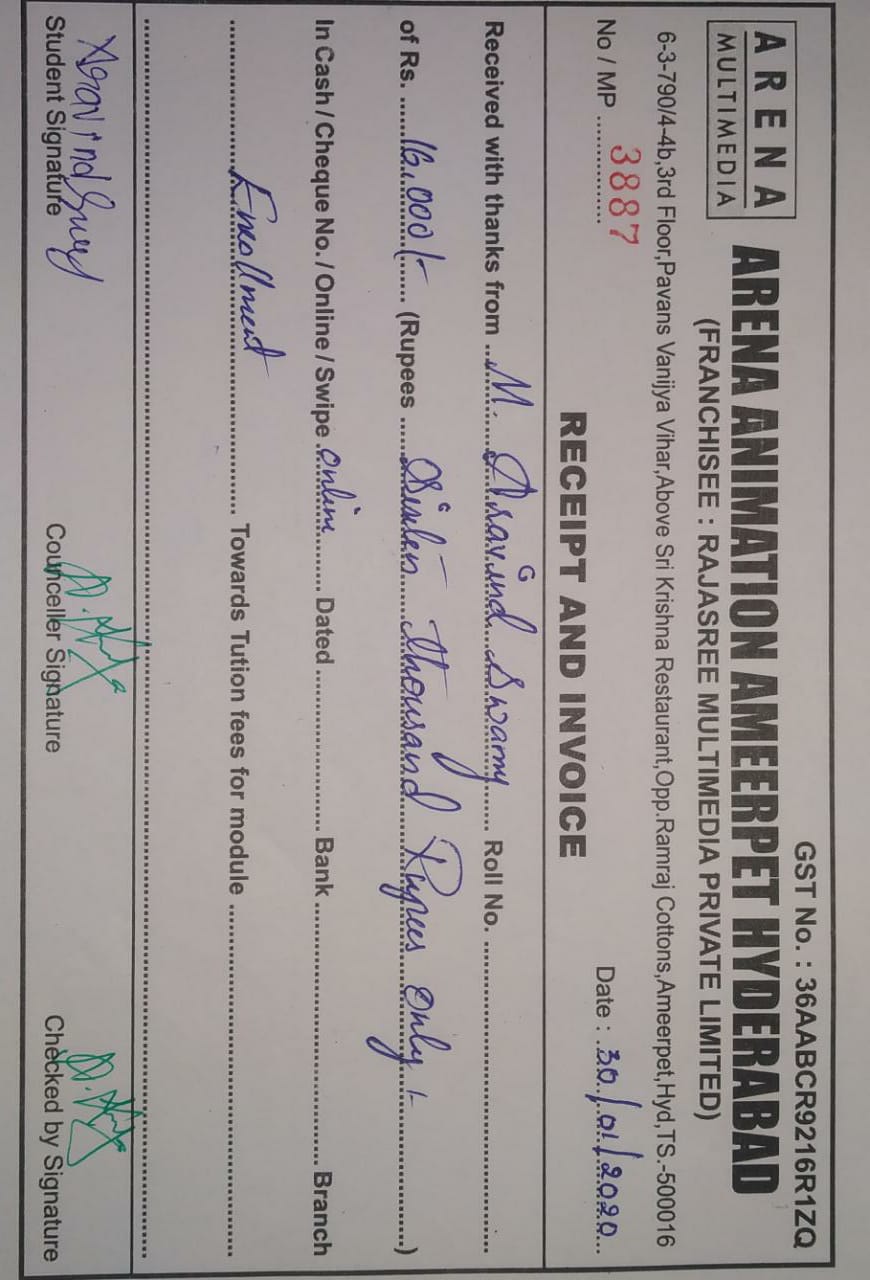 GST No. : 36AABCR9216R1ZQ
ARENA
MULTIMEDIA
ARENA ANIMATION AMEERPET HYDERABAD
(FRANCHISEE : RAJASREE MULTIMEDIA PRIVATE LIMITED)
6-3-790/4-4b,3rd Floor,Pavans Vanijya Vihar,Above Sri Krishna Restaurant,Opp.Ramraj Cottons,Ameerpet,Hyd,TS.-500016
No / MP 3887 Date : 30/01/2020
RECEIPT AND INVOICE
Received with thanks from M. Aravind Swamy Roll No.
of Rs. 16,000/- (Rupees Sixteen thousand Rupees Only/-)
In Cash / Cheque No. / Online / Swipe Online Dated Bank Branch
Enrollment Towards Tution fees for module
Student Signature Counceller Signature Checked by Signature